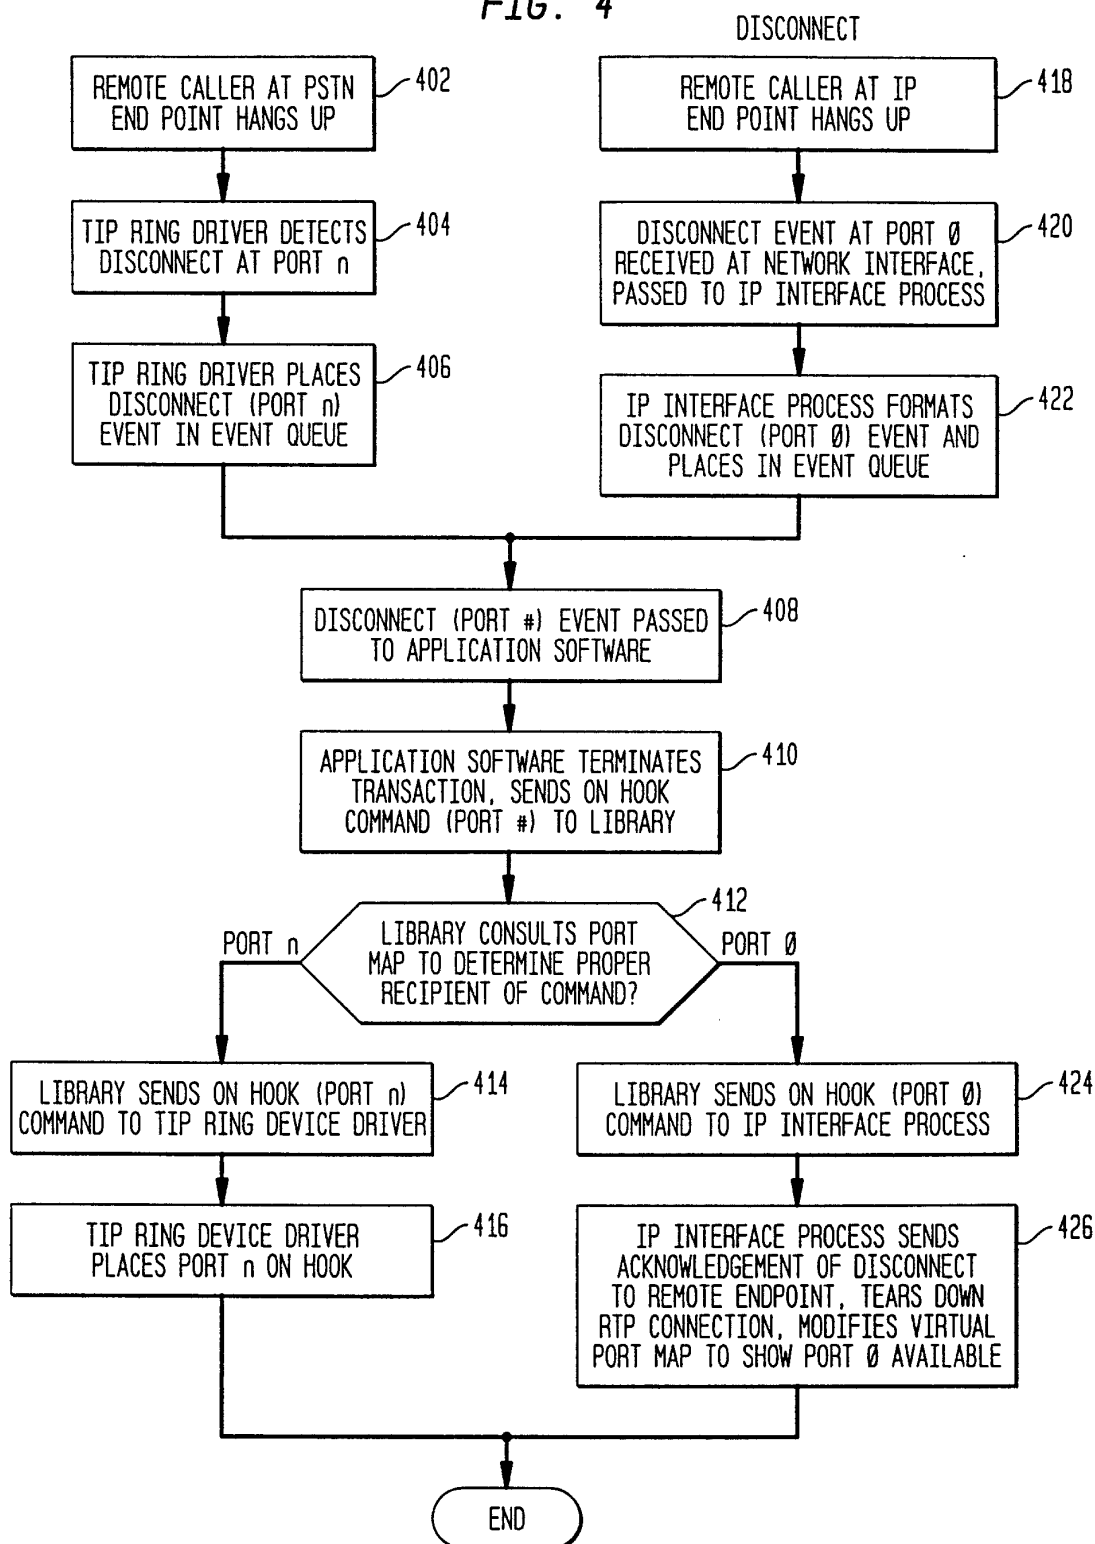 FIG. 4
DISCONNECT
REMOTE CALLER AT PSTN
END POINT HANGS UP
402
TIP RING DRIVER DETECTS
DISCONNECT AT PORT n
404
TIP RING DRIVER PLACES
DISCONNECT (PORT n)
EVENT IN EVENT QUEUE
406
REMOTE CALLER AT IP
END POINT HANGS UP
418
DISCONNECT EVENT AT PORT Ø
RECEIVED AT NETWORK INTERFACE,
PASSED TO IP INTERFACE PROCESS
420
IP INTERFACE PROCESS FORMATS
DISCONNECT (PORT Ø) EVENT AND
PLACES IN EVENT QUEUE
422
DISCONNECT (PORT #) EVENT PASSED
TO APPLICATION SOFTWARE
408
APPLICATION SOFTWARE TERMINATES
TRANSACTION, SENDS ON HOOK
COMMAND (PORT #) TO LIBRARY
410
LIBRARY CONSULTS PORT
MAP TO DETERMINE PROPER
RECIPIENT OF COMMAND?
412
PORT n
PORT Ø
LIBRARY SENDS ON HOOK (PORT n)
COMMAND TO TIP RING DEVICE DRIVER
414
TIP RING DEVICE DRIVER
PLACES PORT n ON HOOK
416
LIBRARY SENDS ON HOOK (PORT Ø)
COMMAND TO IP INTERFACE PROCESS
424
IP INTERFACE PROCESS SENDS
ACKNOWLEDGEMENT OF DISCONNECT
TO REMOTE ENDPOINT, TEARS DOWN
RTP CONNECTION, MODIFIES VIRTUAL
PORT MAP TO SHOW PORT Ø AVAILABLE
426
END